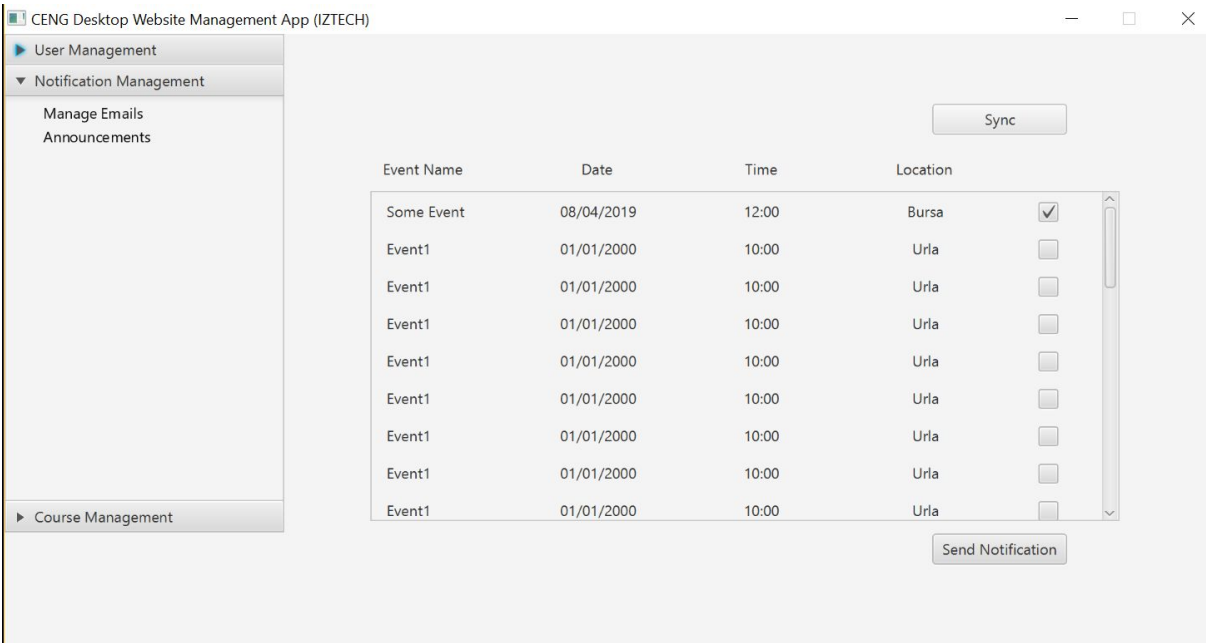 CENG Desktop Website Management App (IZTECH)
User Management
Notification Management
Manage Emails
Announcements
Course Management
Sync
Event Name Date Time Location
Some Event 08/04/2019 12:00 Bursa
Event1 01/01/2000 10:00 Urla
Event1 01/01/2000 10:00 Urla
Event1 01/01/2000 10:00 Urla
Event1 01/01/2000 10:00 Urla
Event1 01/01/2000 10:00 Urla
Event1 01/01/2000 10:00 Urla
Event1 01/01/2000 10:00 Urla
Event1 01/01/2000 10:00 Urla
Send Notification